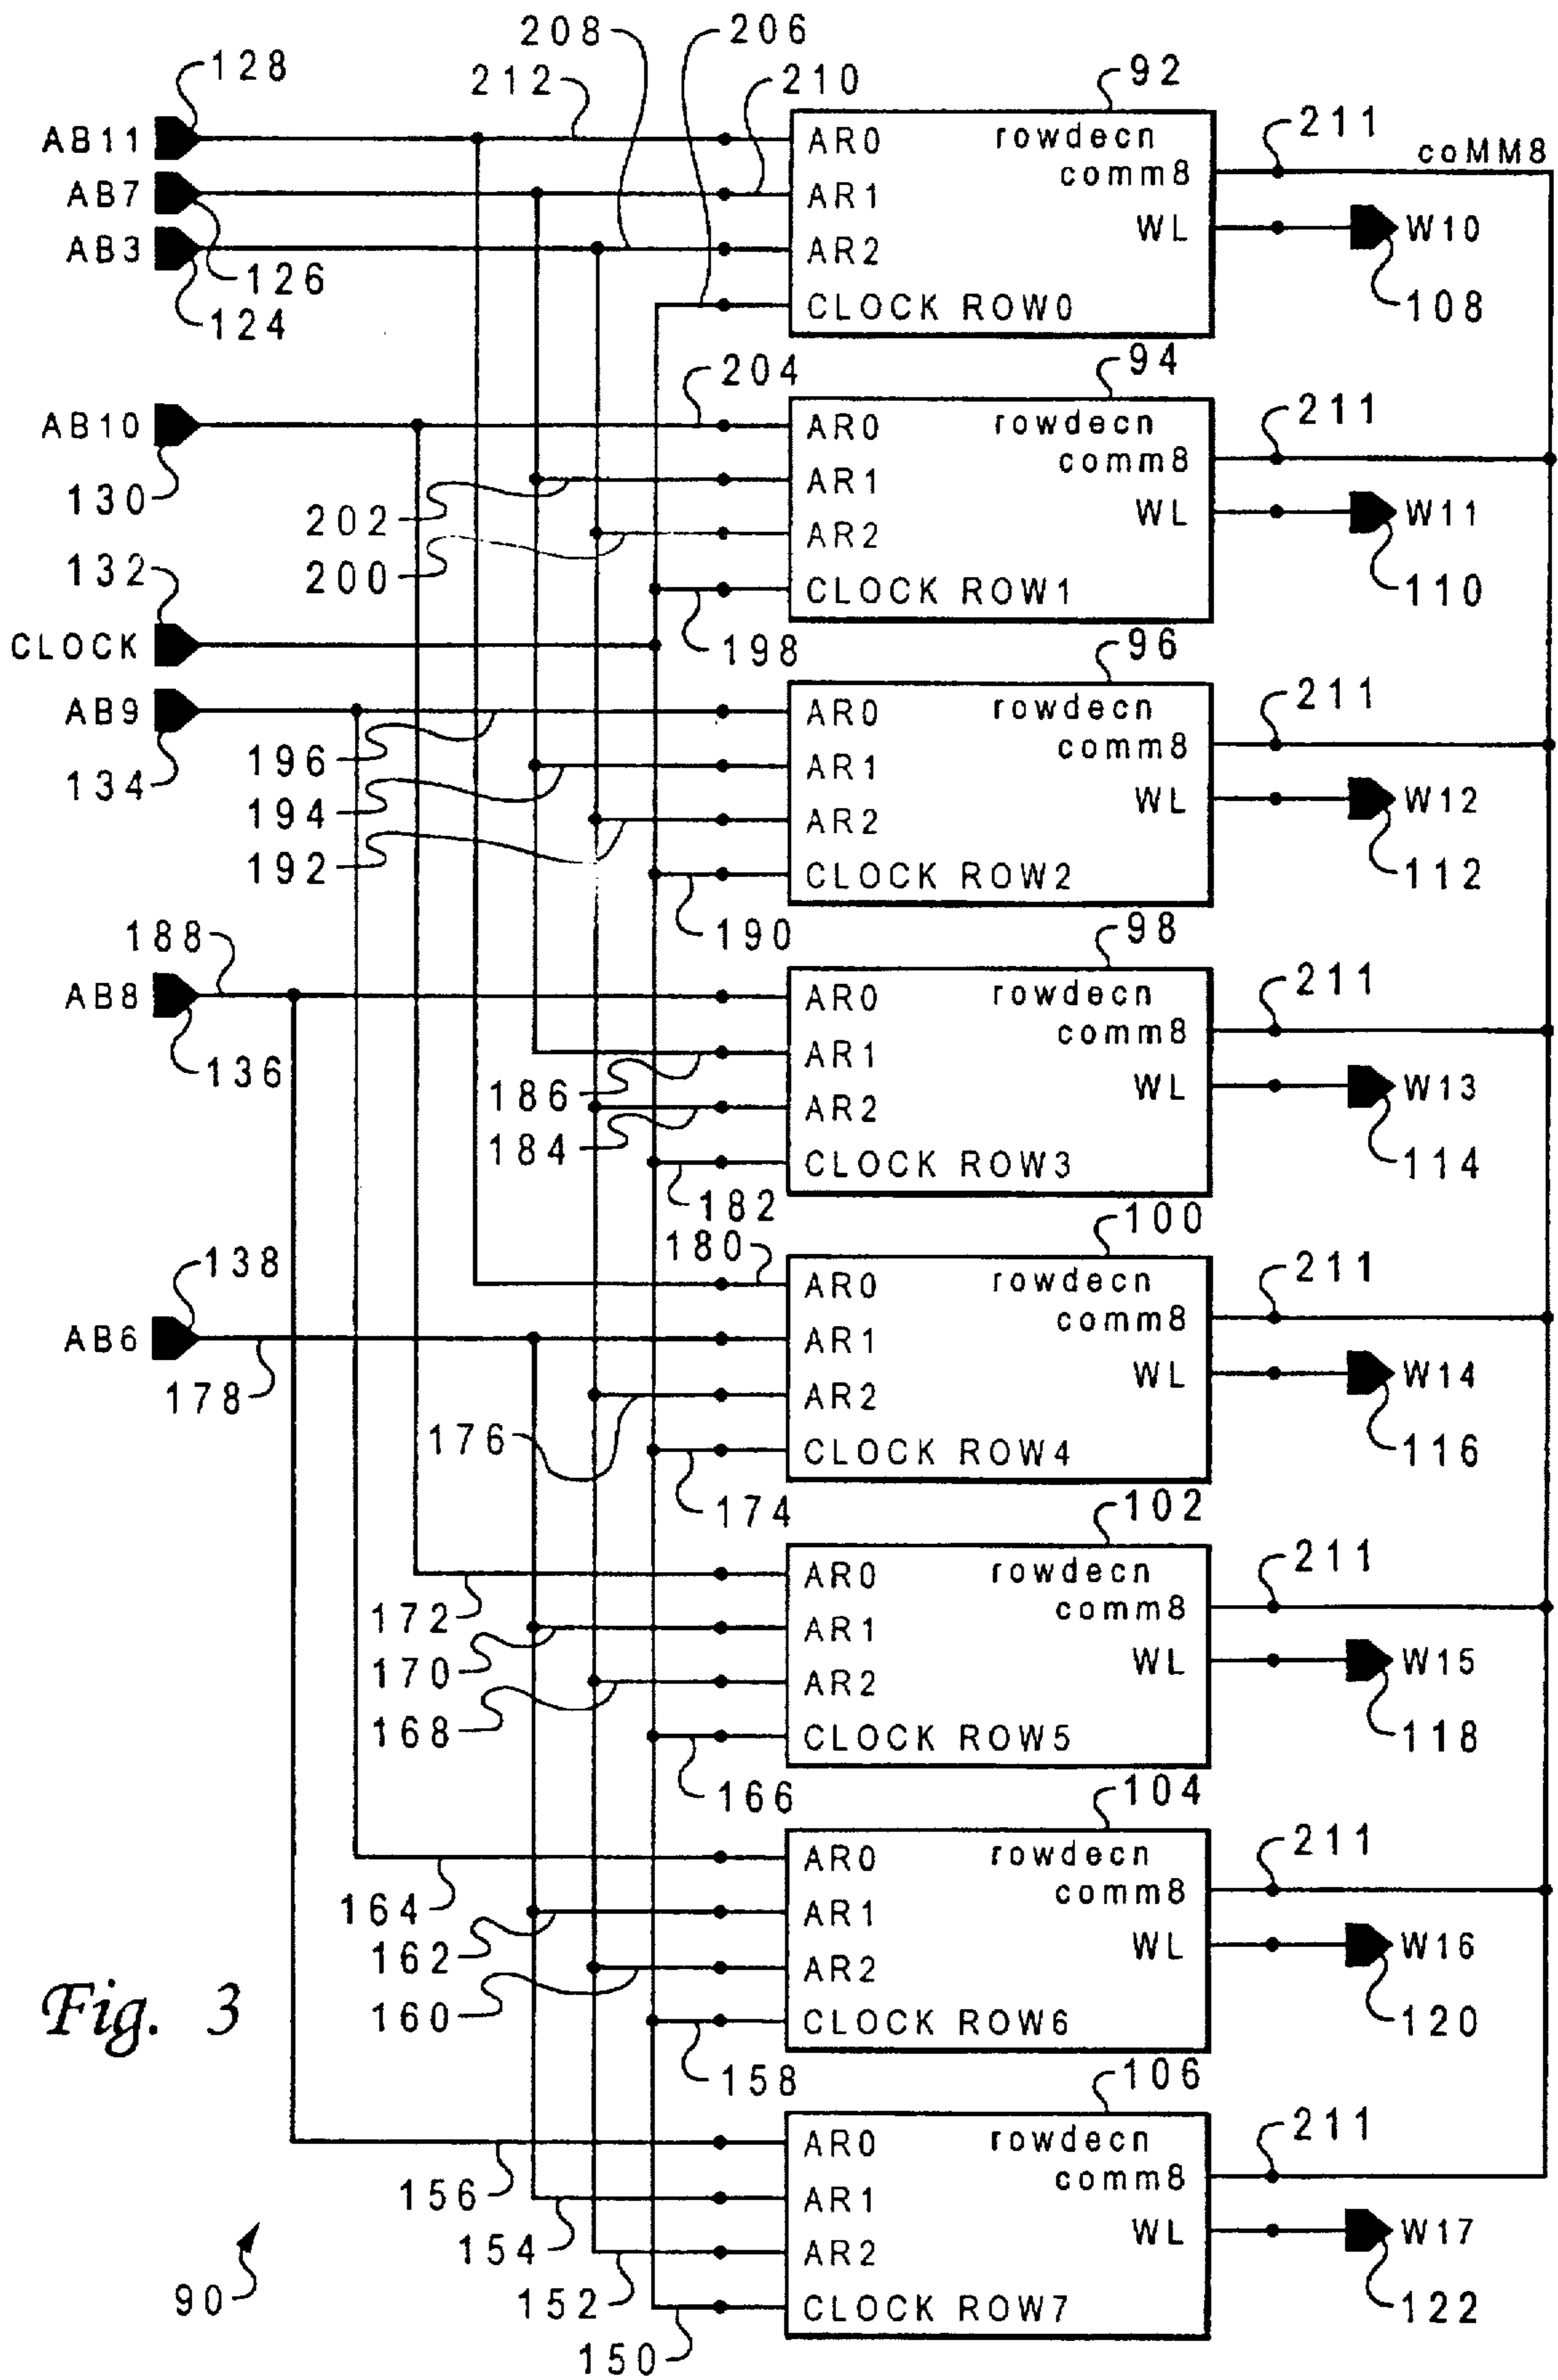 208 206
128 212 210 92 211
AB11 AR0 rowdecn coMM8
comm8
AB7 AR1
WL W10
AB3 AR2
126
124 CLOCK ROW0 108
204 94 211
AB10 AR0 rowdecn
comm8
130 AR1
202 WL W11
AR2
200
132 CLOCK ROW1 110
CLOCK 198 96
211
AB9 AR0 rowdecn
comm8
134 196 AR1
194 WL W12
AR2
192 CLOCK ROW2 112
188 190 98
211
AB8 AR0 rowdecn
comm8
136 AR1
186 WL W13
AR2
184
CLOCK ROW3 114
182
180 100
138 211
AR0 rowdecn
comm8
AB6 AR1
WL W14
178 AR2
176 CLOCK ROW4 116
174 102
211
AR0 rowdecn
172 comm8
AR1
170 WL W15
AR2
168 CLOCK ROW5 118
166 104
211
AR0 rowdecn
164 comm8
AR1
162 WL W16
AR2
160
Fig. 3
CLOCK ROW6 120
158 106
211
AR0 rowdecn
comm8
156 AR1
154 WL W17
AR2
90 152 CLOCK ROW7 122
150